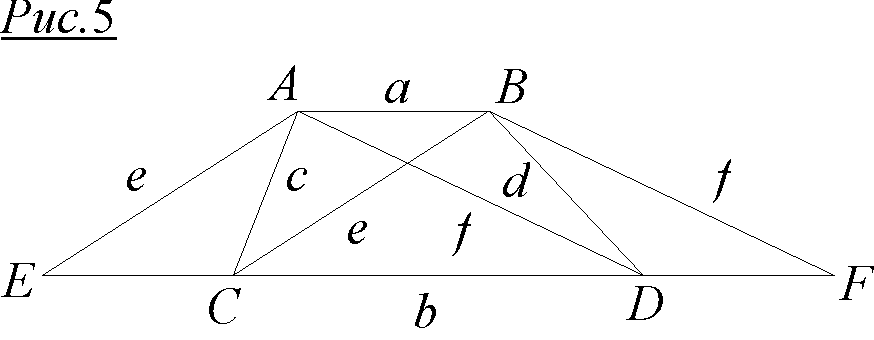 Рис.5
A a B
e c d f
e f
E C b D F